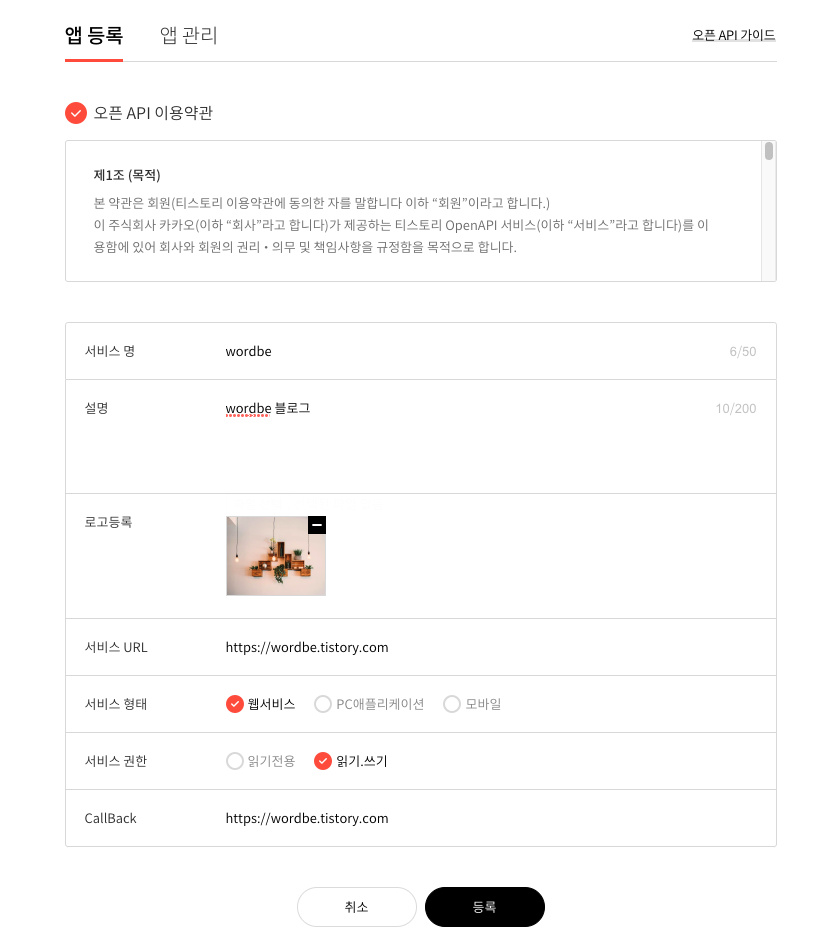 앱 등록 앱 관리 오픈 API 가이드
오픈 API 이용약관
제1조 (목적)
본 약관은 회원(티스토리 이용약관에 동의한 자를 말합니다 이하 “회원”이라고 합니다.)
이 주식회사 카카오(이하 “회사”라고 합니다)가 제공하는 티스토리 OpenAPI 서비스(이하 “서비스”라고 합니다)를 이
용함에 있어 회사와 회원의 권리・의무 및 책임사항을 규정함을 목적으로 합니다.
서비스 명 wordbe 6/50
설명 wordbe 블로그 10/200
로고등록
서비스 URL https://wordbe.tistory.com
서비스 형태 웹서비스 PC애플리케이션 모바일
서비스 권한 읽기전용 읽기.쓰기
CallBack https://wordbe.tistory.com
취소 등록